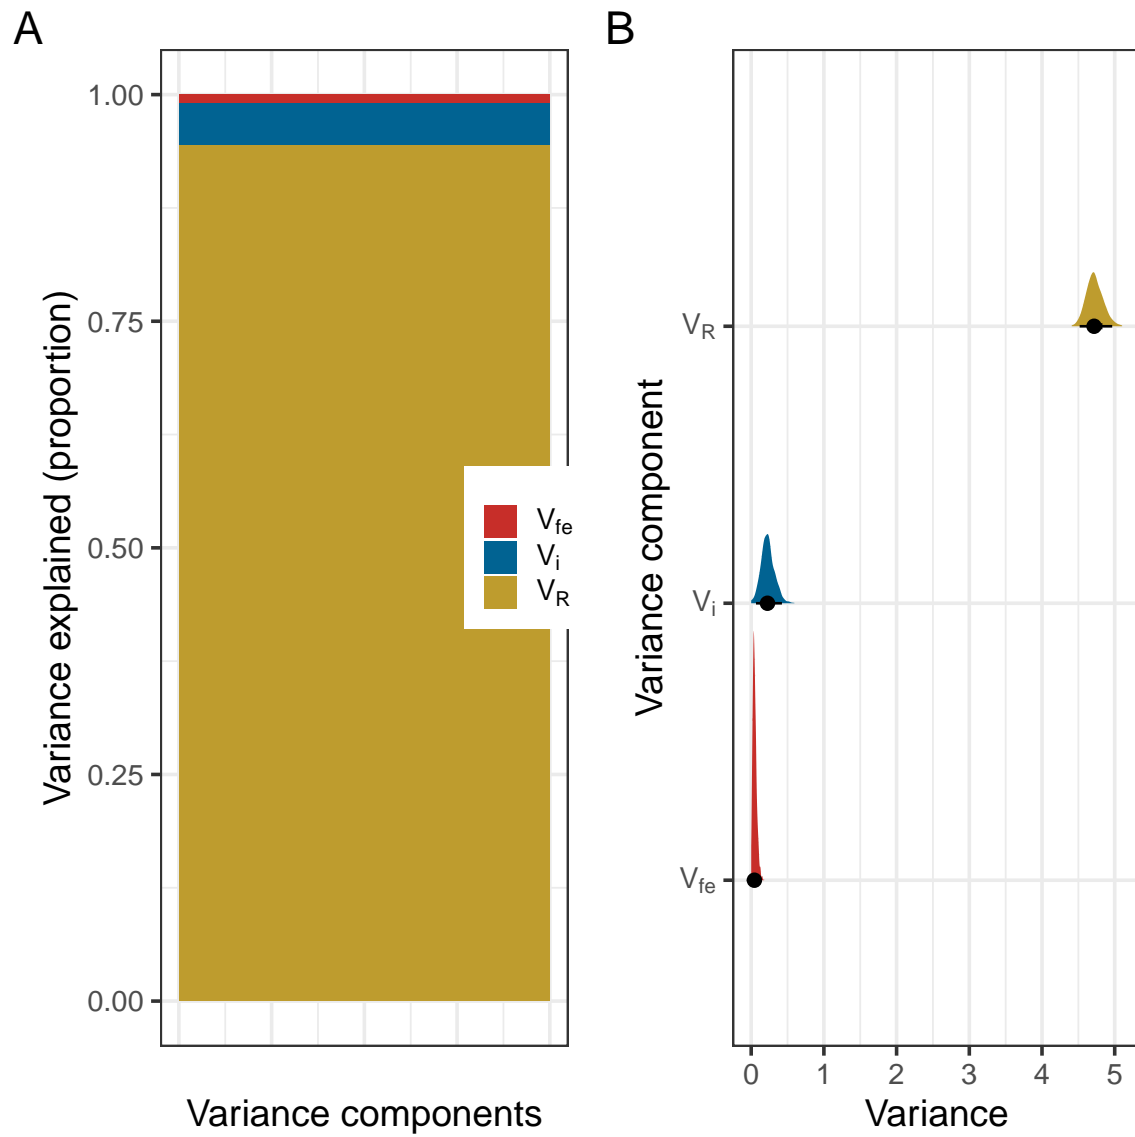 A
Variance explained (proportion)
1.00
0.75
0.50
0.25
0.00
Vfe
Vi
VR
Variance components
B
Variance component
VR
Vi
Vfe
0 1 2 3 4 5
Variance